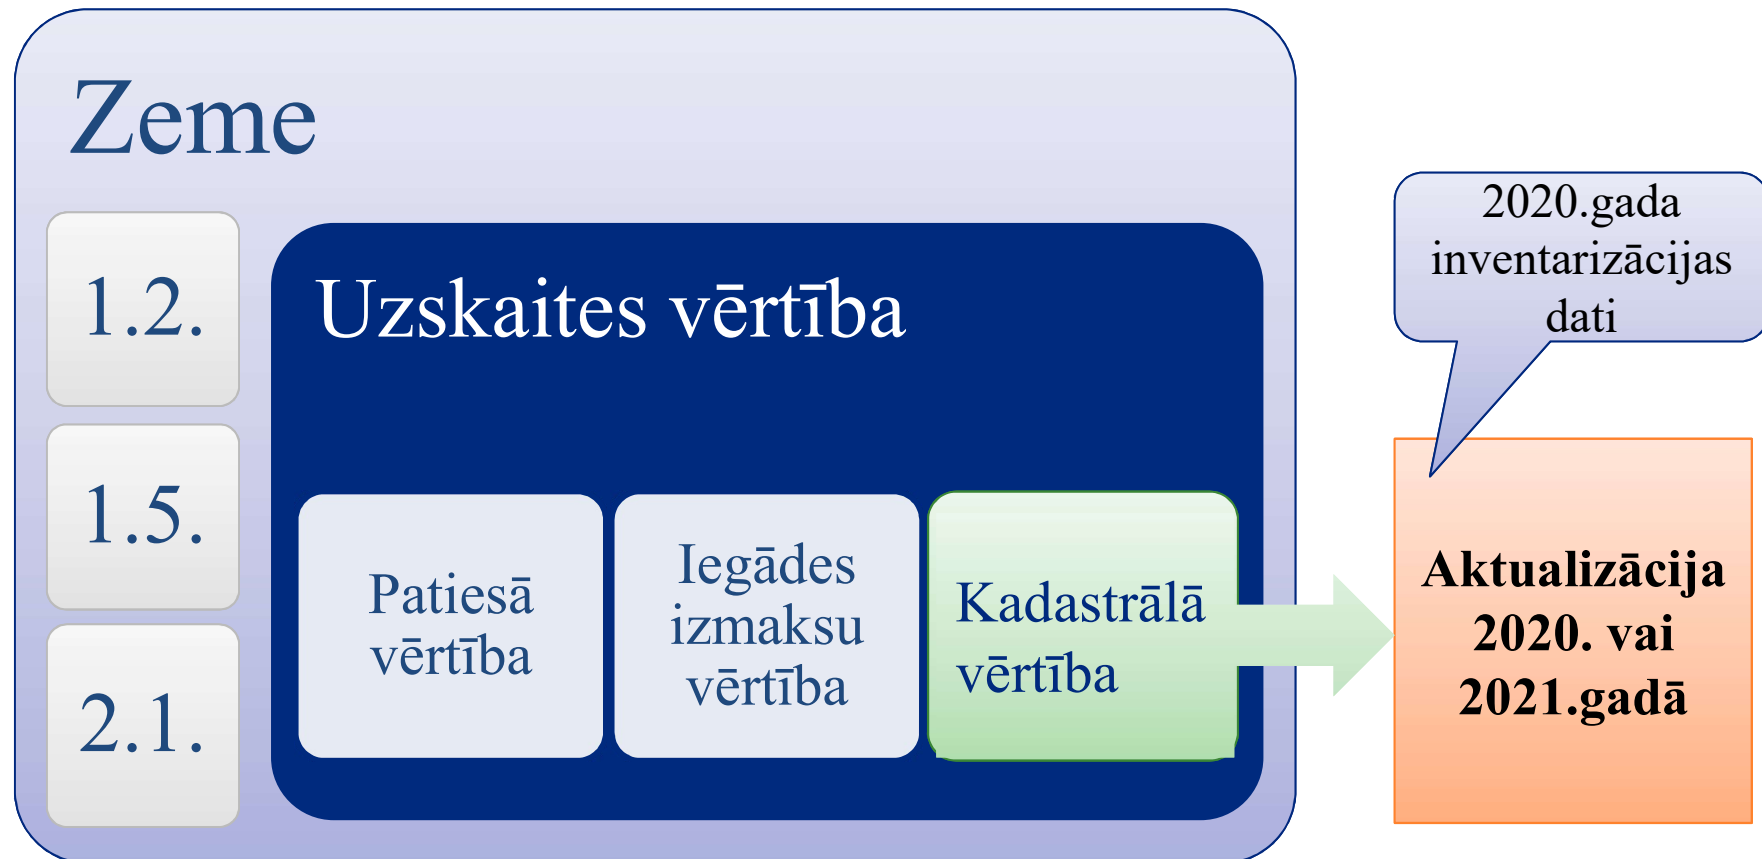 Zeme
1.2.
1.5.
2.1.
Uzskaites vērtība
Patiesā
vērtība
Iegādes
izmaksu
vērtība
Kadastrālā
vērtība
2020.gada
inventarizācijas
dati
Aktualizācija
2020. vai
2021.gadā